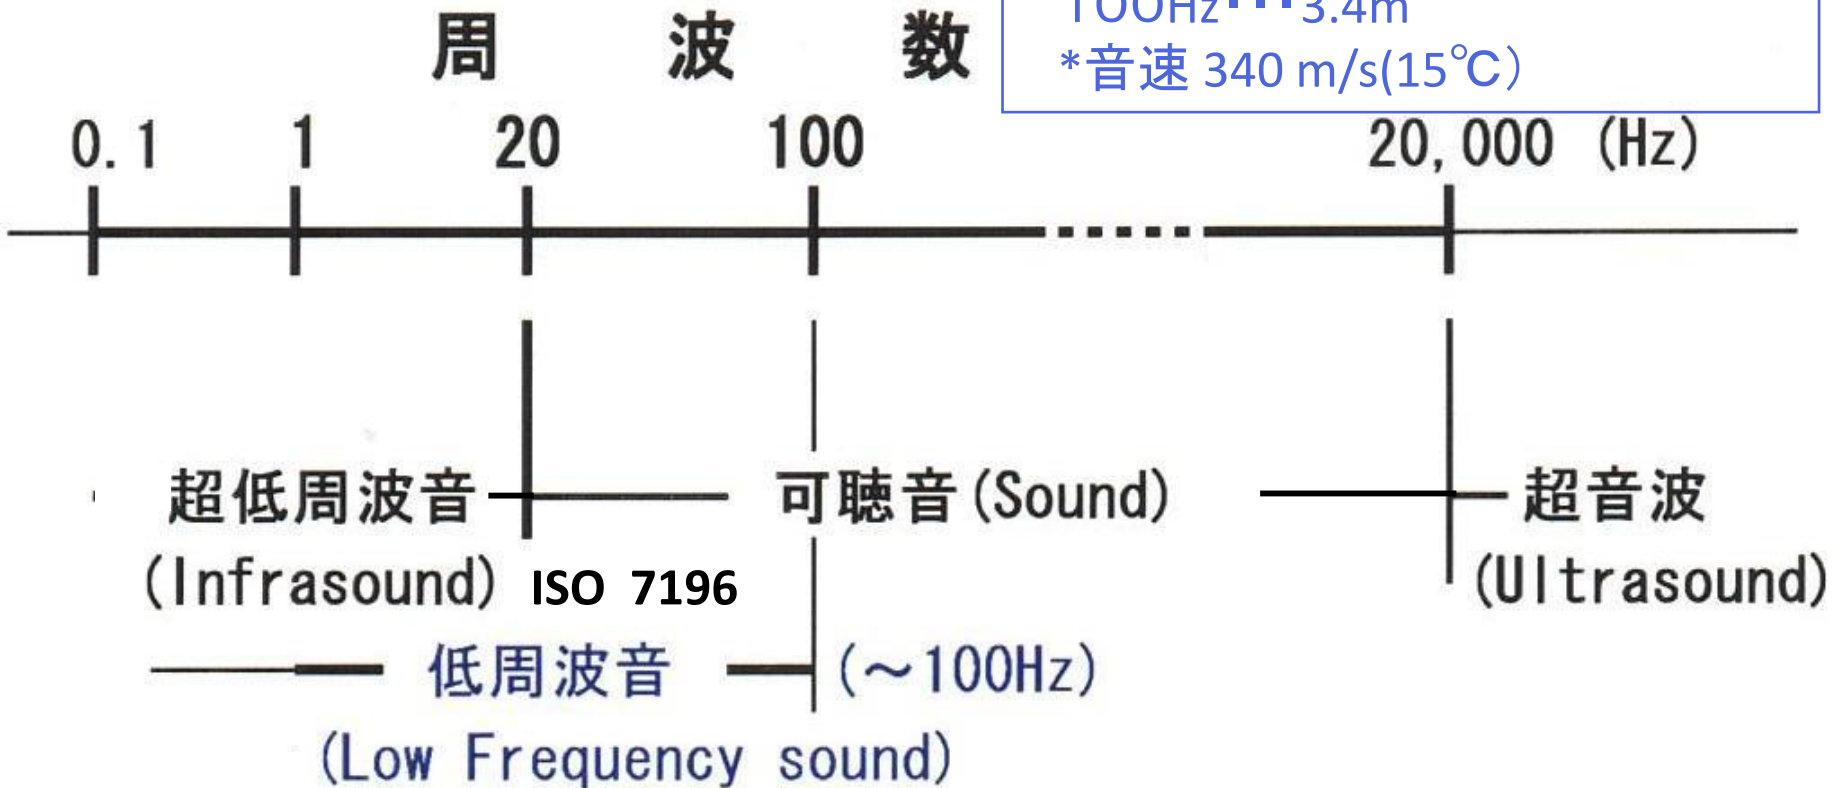 周 波 数
100Hz･･･3.4m
*音速 340 m/s(15℃)
0.1 1 20 100 20,000 (Hz)
超低周波音 可聴音(Sound) 超音波
(Infrasound) ISO 7196 (Ultrasound)
低周波音 (～100Hz)
(Low Frequency sound)